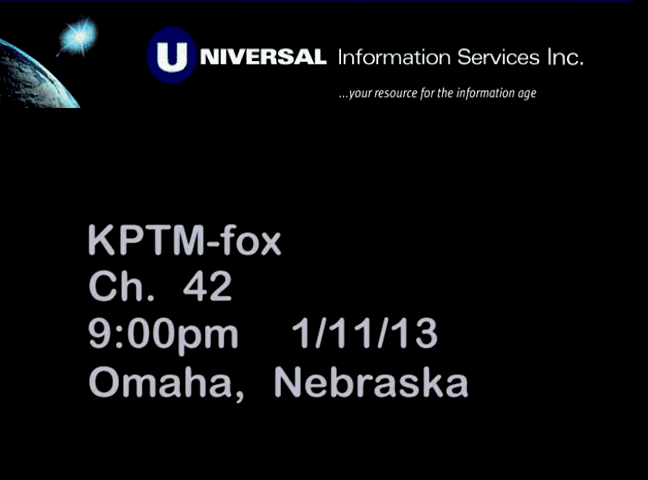 UNIVERSAL Information Services Inc.
...your resource for the information age
KPTM-fox
Ch. 42
9:00pm 1/11/13
Omaha, Nebraska